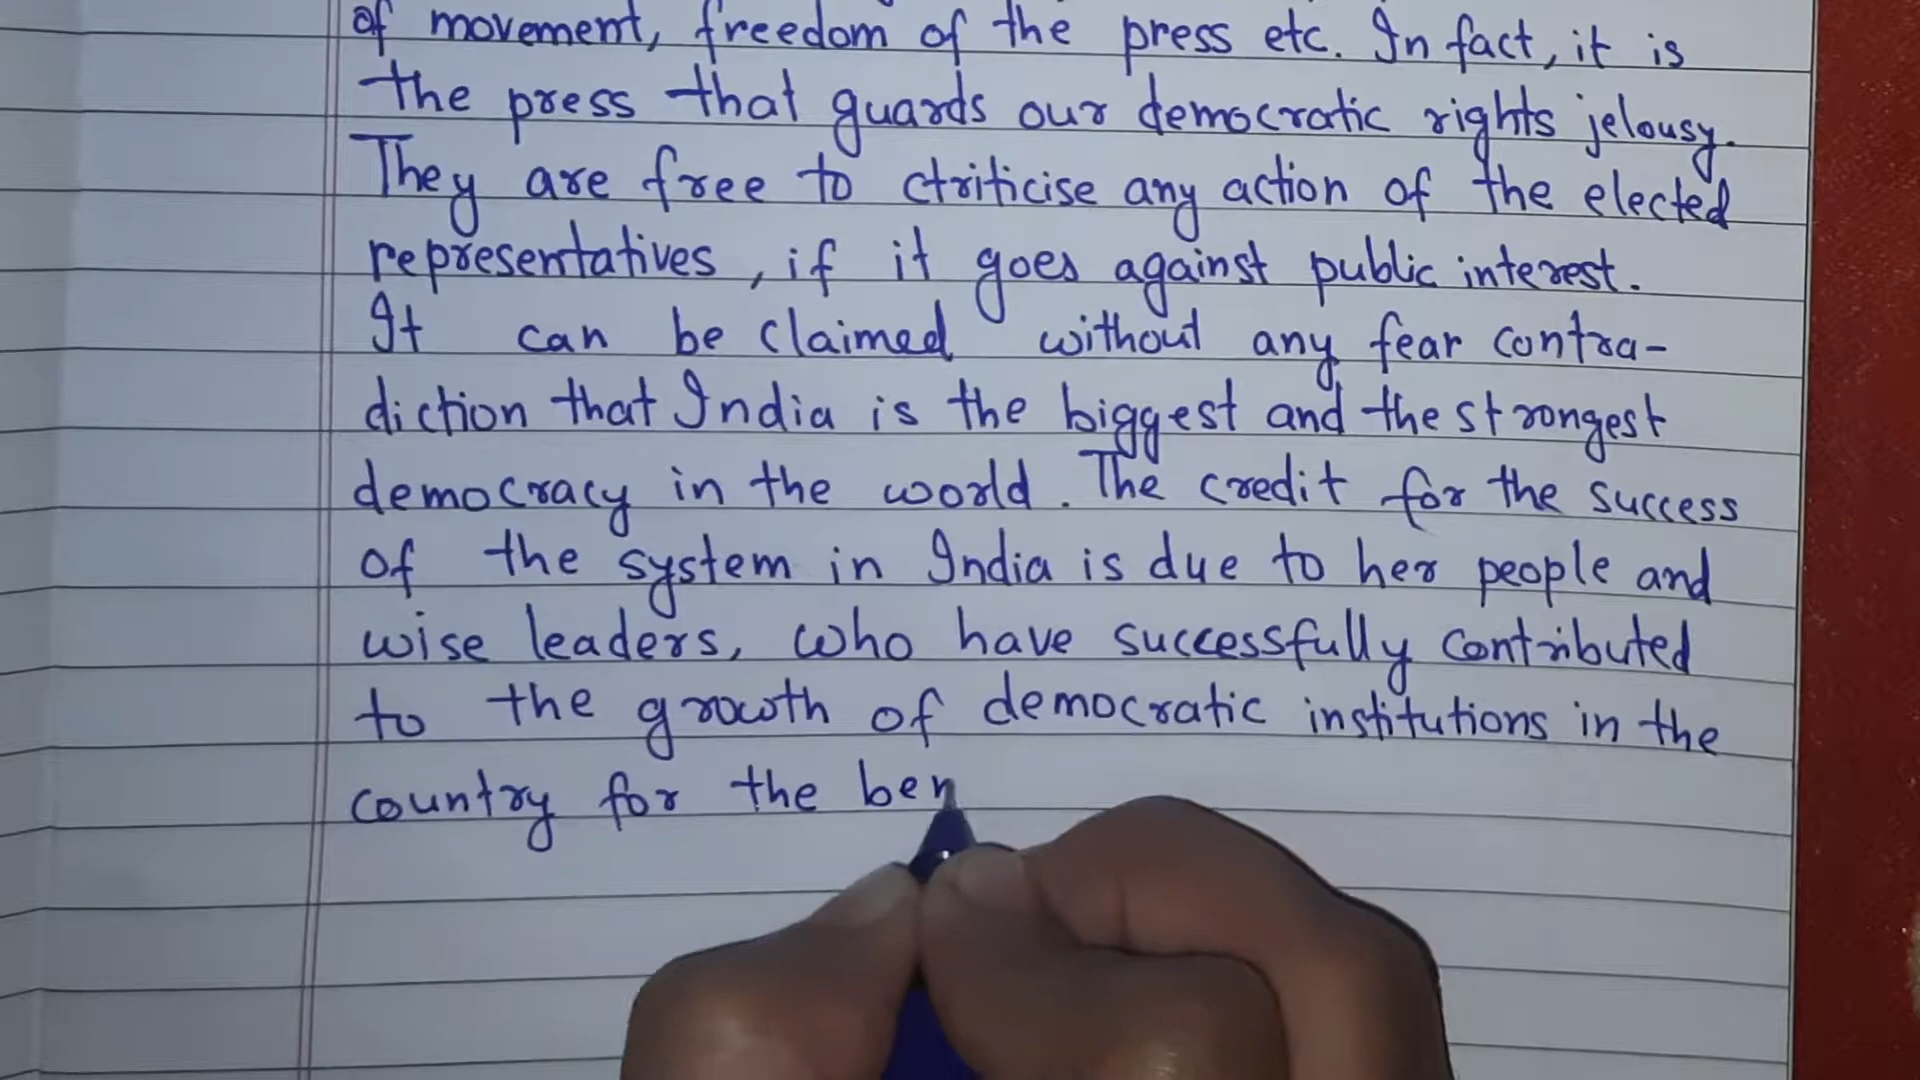 of movement, freedom of the press etc. In fact, it is
the press that guards our democratic rights jelousy.
They are free to ctriticise any action of the elected
representatives, if it goes against public interest.
It can be claimed without any fear contra-
diction that India is the biggest and the strongest
democracy in the world. The credit for the success
of the system in India is due to her people and
wise leaders, who have successfully contributed
to the growth of democratic institutions in the
country for the ben